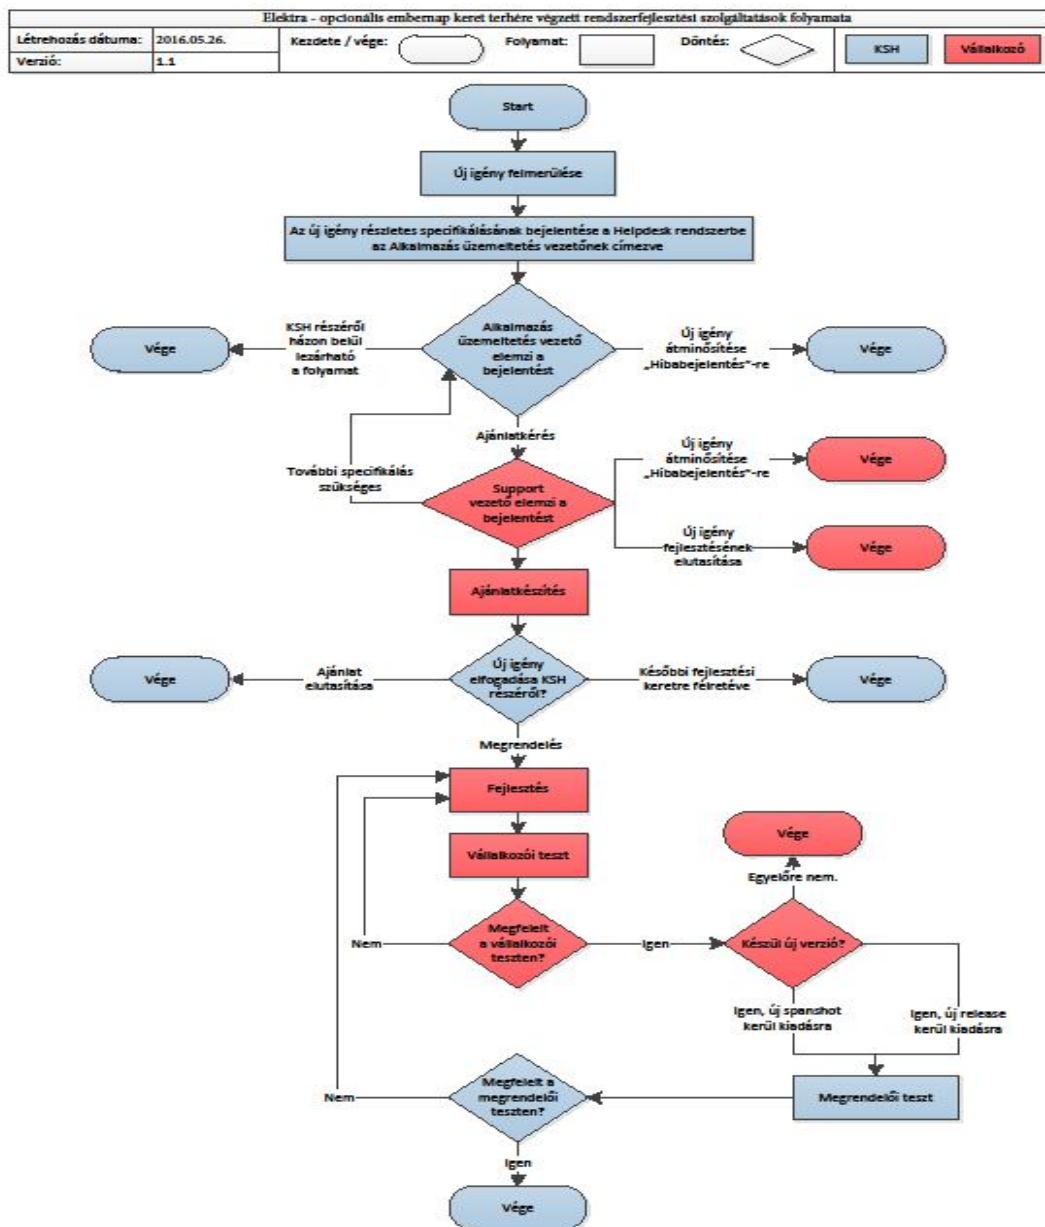 Elektra - opcionális embernap keret terhére végzett rendszerfejlesztési szolgáltatások folyamata
Létrehozás dátuma:
2016.05.26.
Kezdete / vége:
Folyamat:
Döntés:
KSH
Vállalkozó
Verzió:
1.1
Start
Új igény felmerülése
Az új igény részletes specifikálásának bejelentése a Helpdesk rendszerbe
az Alkalmazás üzemeltetés vezetőnek címezve
Vége
KSH részéről
házon belül
lezárható
a folyamat
Alkalmazás
üzemeltetés vezető
elemzi a
bejelentést
Új igény
átminősítése
„Hibabejelentés"-re
Vége
Ajánlatkérés
További specifikálás
szükséges
Support
vezető elemzi a
bejelentést
Új igény
átminősítése
„Hibabejelentés"-re
Vége
Új igény
fejlesztésének
elutasítása
Vége
Ajánlatkészítés
Vége
Ajánlat
elutasítása
Új igény
elfogadása KSH
részéről?
Későbbi fejlesztési
keretre félretéve
Vége
Megrendelés
Fejlesztés
Vállalkozói teszt
Vége
Egyelőre nem.
Nem
Megfelelt
a vállalkozói
teszten?
Igen
Készül új verzió?
Igen, új spanshot
kerül kiadásra
Igen, új release
kerül kiadásra
Nem
Megfelelt a
megrendelői
teszten?
Megrendelői teszt
Igen
Vége